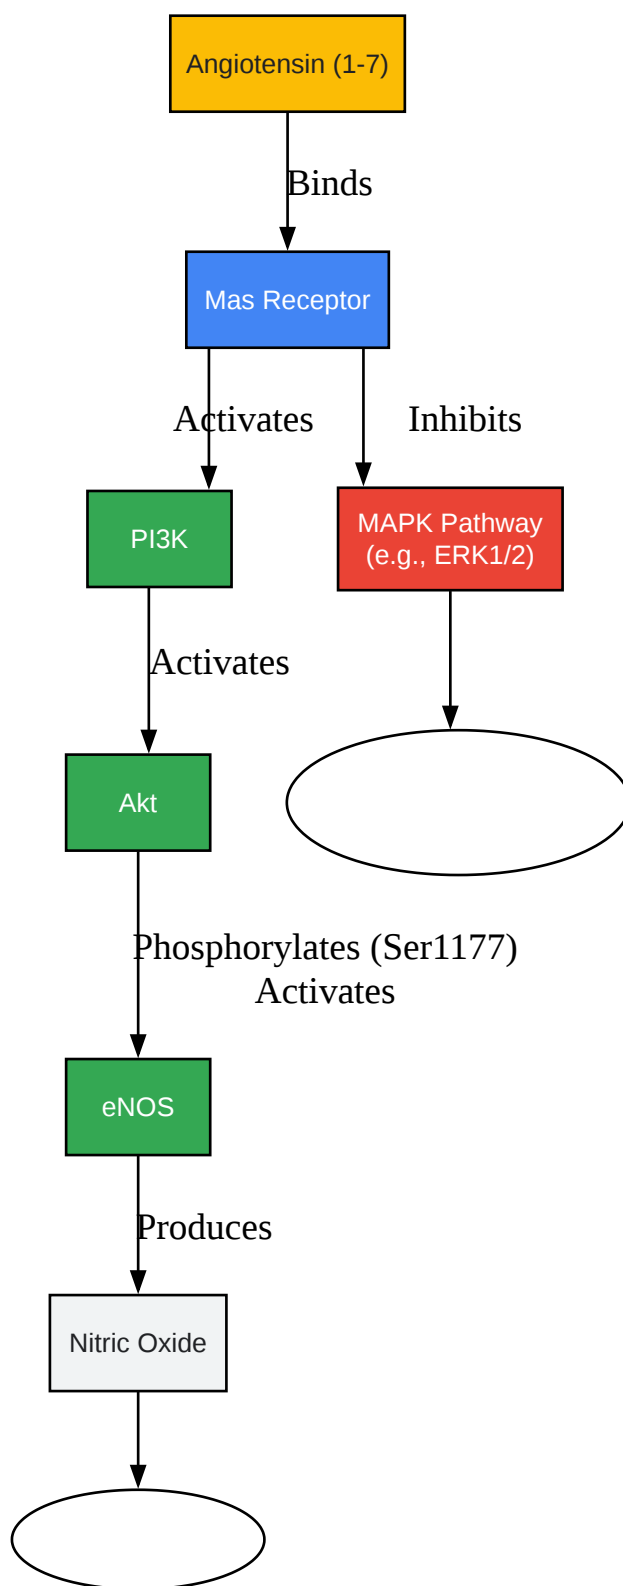 Angiotensin (1-7)
Binds
Mas Receptor
Activates
Inhibits
PI3K
MAPK Pathway
(e.g., ERK1/2)
Activates
Akt
Phosphorylates (Ser1177)
Activates
eNOS
Produces
Nitric Oxide